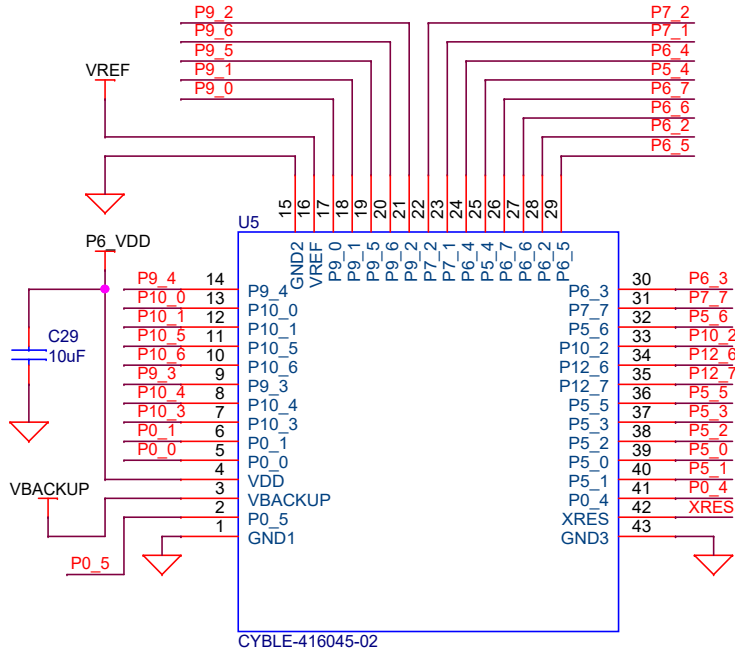 P9_2 P7_2
P9_6 P7_1
P9_5 P6_4
P9_1 P5_4
P9_0 P6_7
P6_6
P6_2
P6_5
VREF
15 16 17 18 19 20 21 22 23 24 25 26 27 28 29
U5
GND2 VREF P9_0 P9_1 P9_5 P9_6 P9_2 P7_2 P7_1 P6_4 P5_4 P6_7 P6_6 P6_2 P6_5
P6_VDD
P9_4 14 P9_4 P6_3 30 P6_3
P10_0 13 P10_0 P7_7 31 P7_7
P10_1 12 P10_1 P5_6 32 P5_6
P10_5 11 P10_5 P10_2 33 P10_2
P10_6 10 P10_6 P12_6 34 P12_6
P9_3 9 P9_3 P12_7 35 P12_7
P10_4 8 P10_4 P5_5 36 P5_5
P10_3 7 P10_3 P5_3 37 P5_3
P0_1 6 P0_1 P5_2 38 P5_2
P0_0 5 P0_0 P5_0 39 P5_0
4 VDD P5_1 40 P5_1
3 VBACKUP P0_4 41 P0_4
2 P0_5 XRES 42 XRES
1 GND1 GND3 43
C29
10uF
VBACKUP
P0_5
CYBLE-416045-02